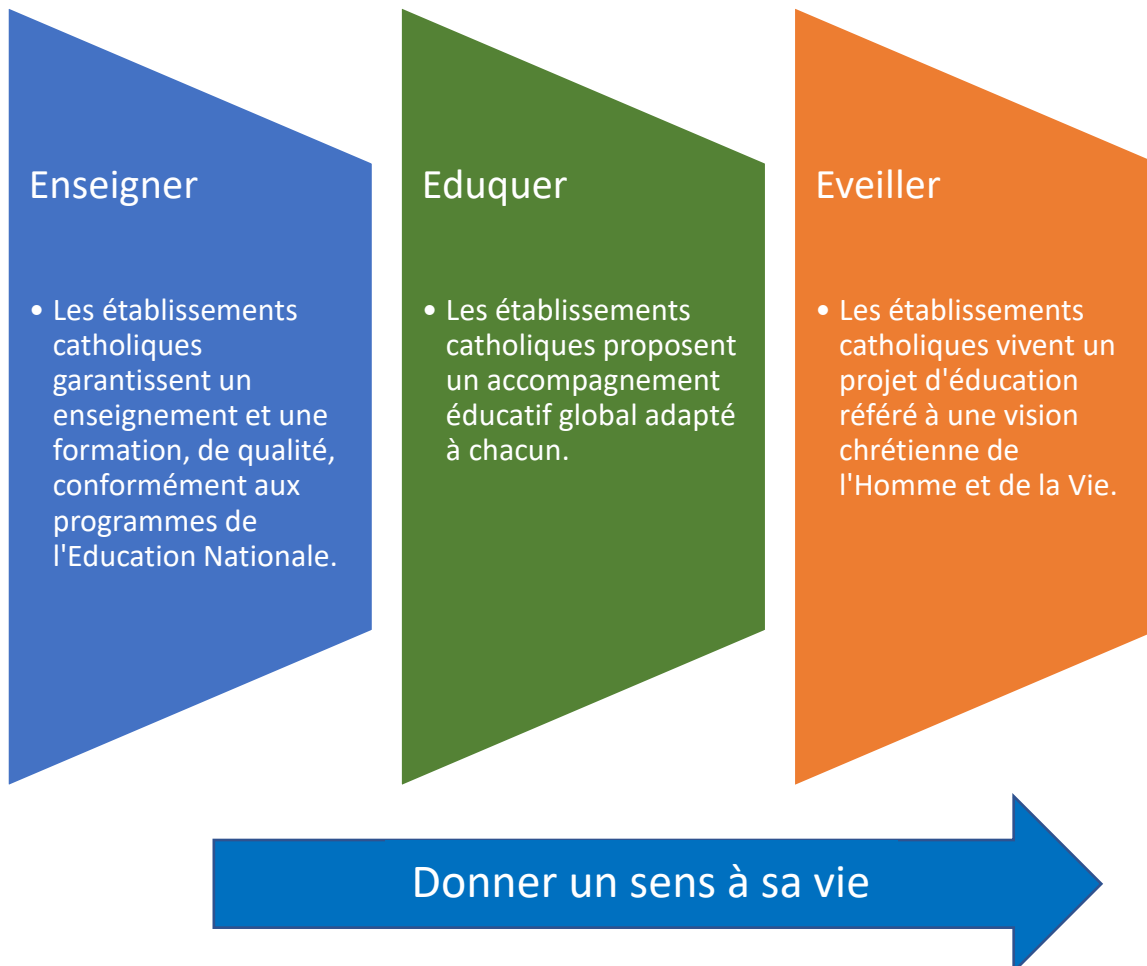 Enseigner
• Les établissements
catholiques
garantissent un
enseignement et une
formation, de qualité,
conformément aux
programmes de
l'Education Nationale.
Eduquer
• Les établissements
catholiques proposent
un accompagnement
éducatif global adapté
à chacun.
Eveiller
• Les établissements
catholiques vivent un
projet d'éducation
référé à une vision
chrétienne de
l'Homme et de la Vie.
Donner un sens à sa vie